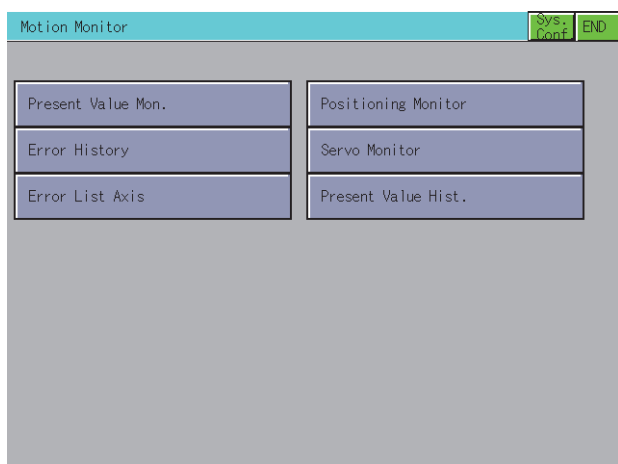 Motion Monitor
Sys.
Conf.
END
Present Value Mon.
Positioning Monitor
Error History
Servo Monitor
Error List Axis
Present Value Hist.